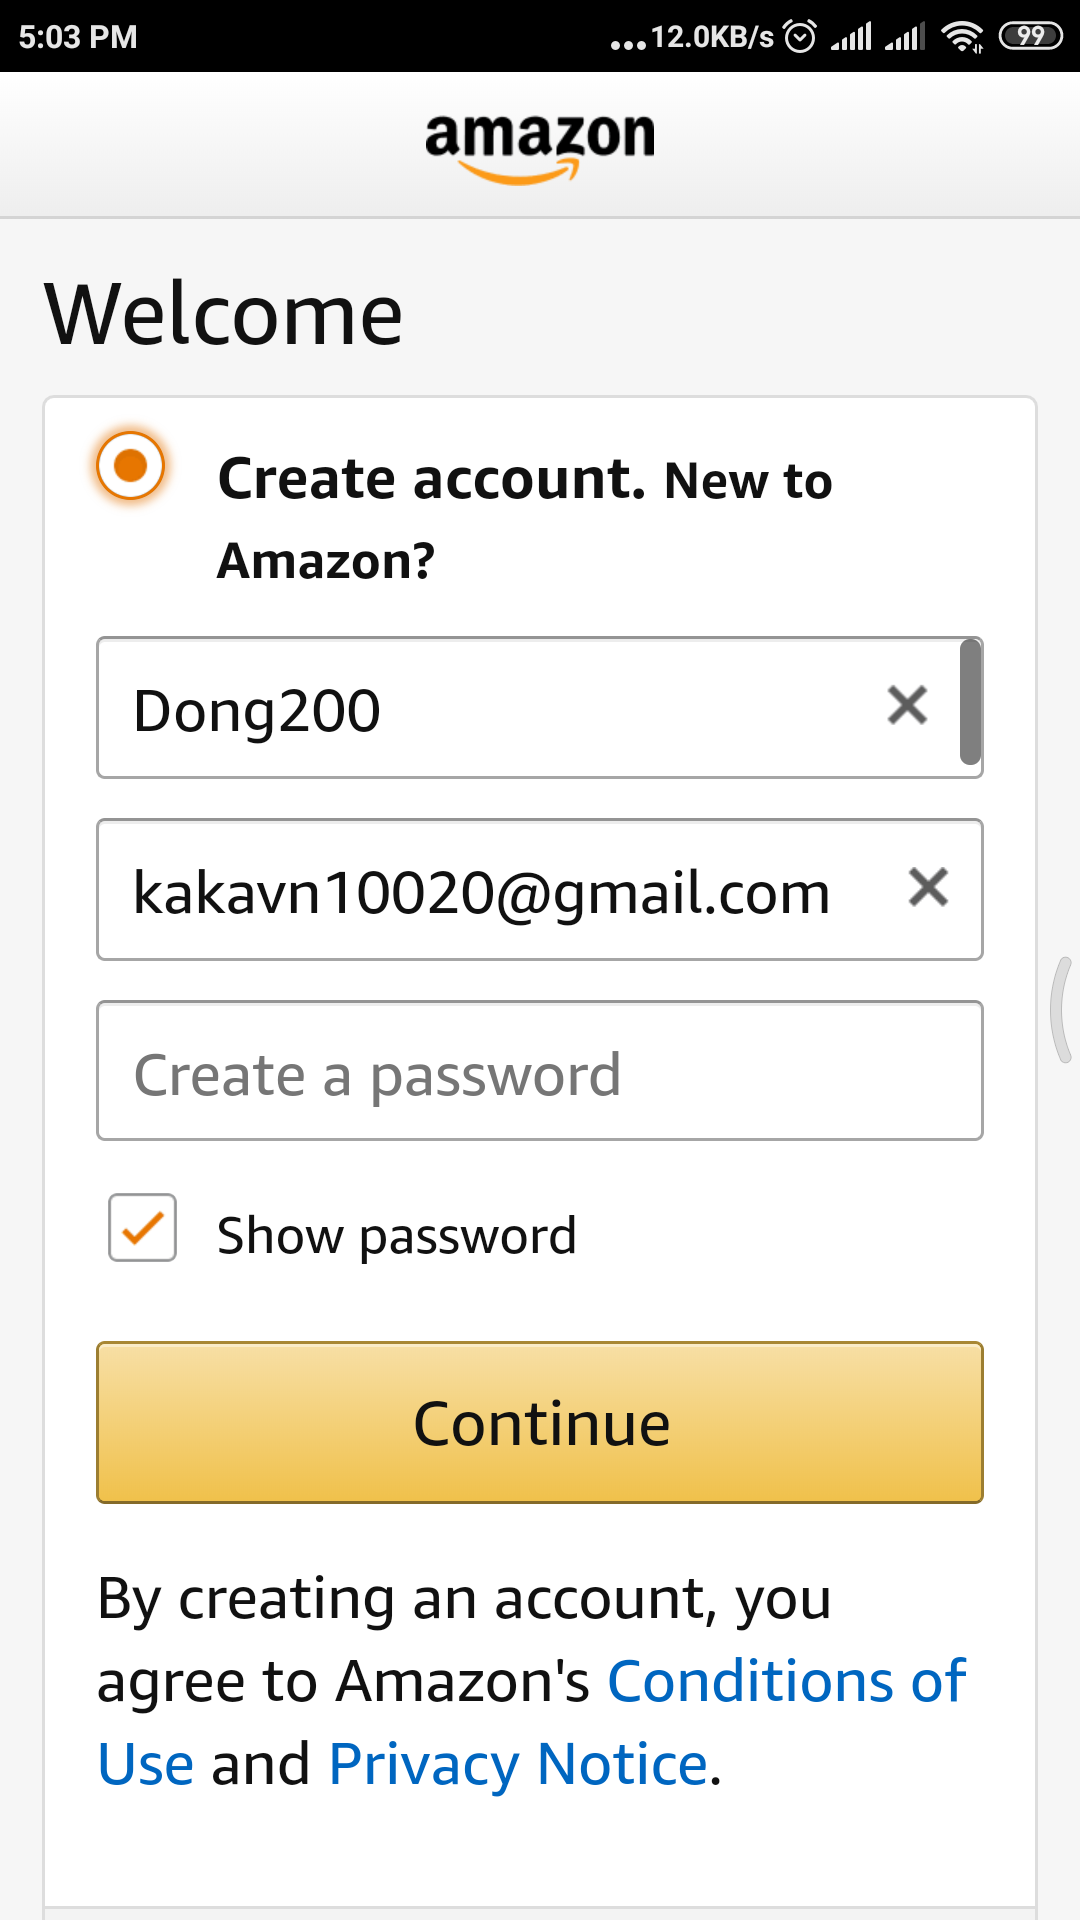 5:03 PM ...12.0KB/s 99
amazon
Welcome
Create account. New to
Amazon?
Dong200
kakavn10020@gmail.com
Create a password
Show password
Continue
By creating an account, you
agree to Amazon's Conditions of
Use and Privacy Notice.